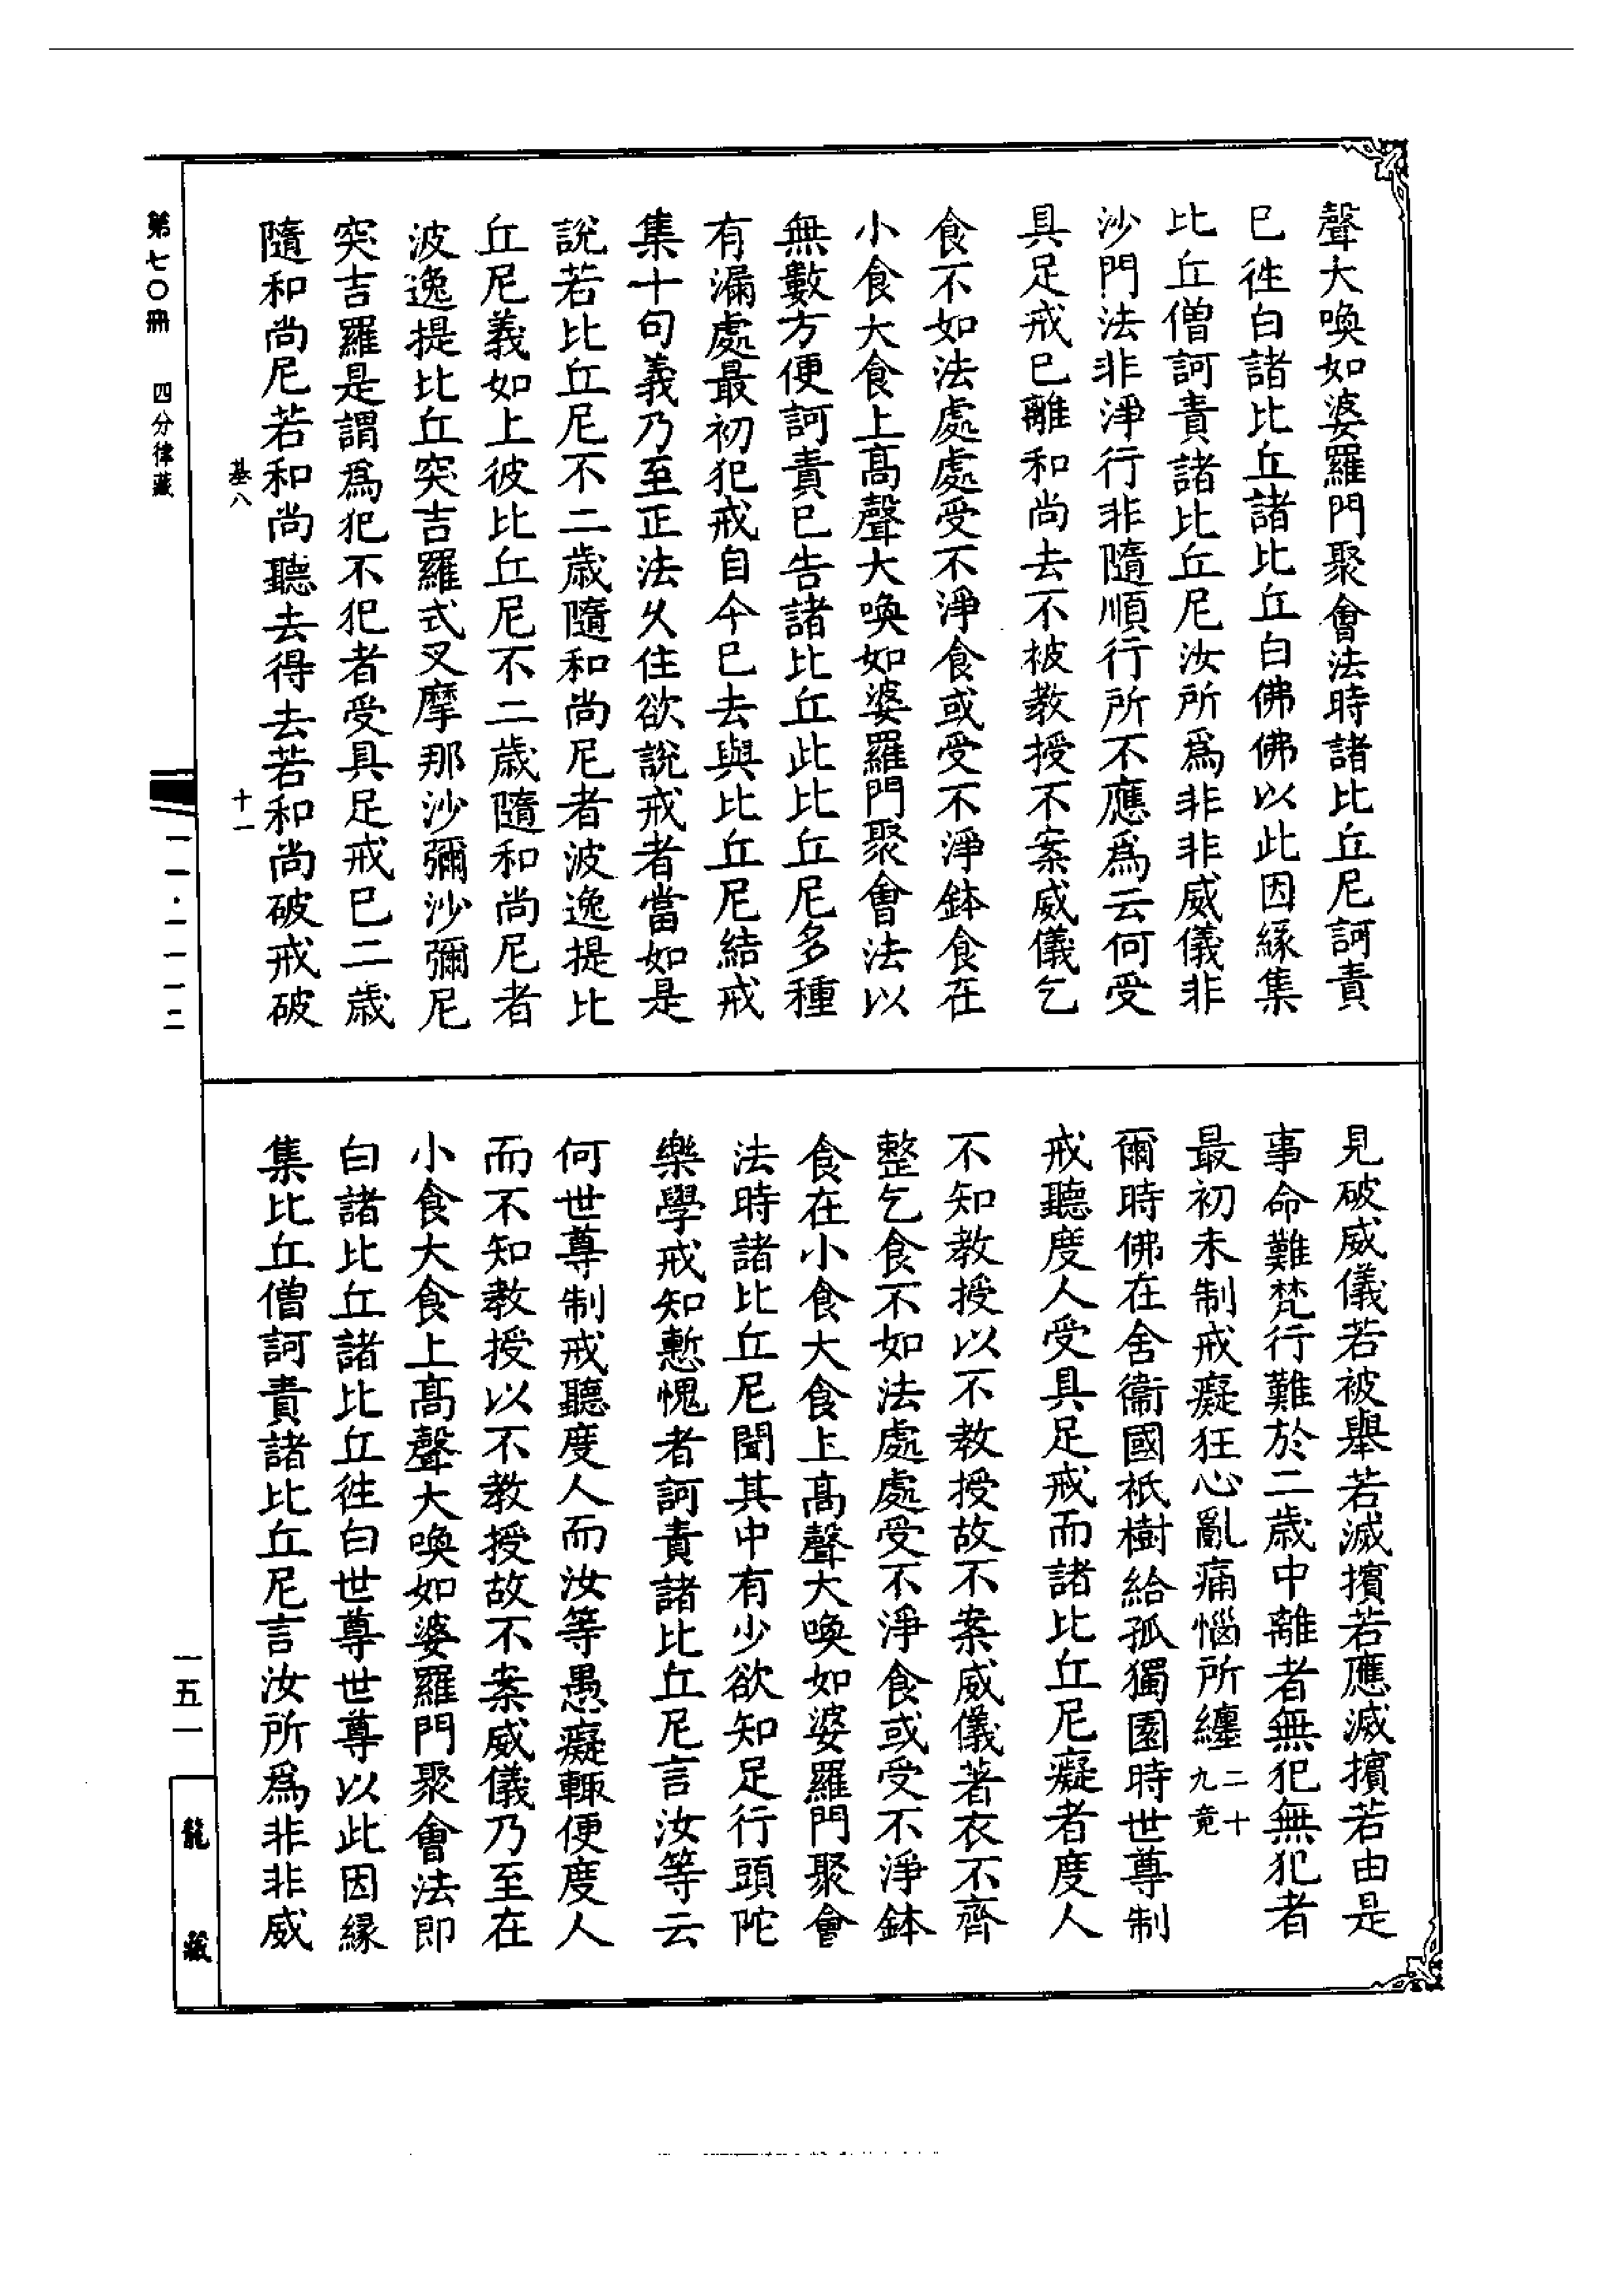 聲大喚如婆羅門聚會法時諸比丘尼訶責
已徃白諸比丘諸比丘白佛佛以此因緣集
比丘僧訶責諸比丘尼汝所爲非非威儀非
沙門法非淨行非隨順行所不應爲云何受
具足戒已離和尚去不被教授不案威儀乞
食不如法處處受不淨食或受不淨鉢食在
小食大食上高聲大喚如婆羅門聚會法以
無數方便訶責已告諸比丘此比丘尼多種
有漏處最初犯戒自今已去與比丘尼結戒
集十句義乃至正法久住欲說戒者當如是
說若比丘尼不二歲隨和尚尼者波逸提比
丘尼義如上彼比丘尼不二歲隨和尚尼者
波逸提比丘突吉羅式叉摩那沙彌沙彌尼
突吉羅是謂爲犯不犯者受具足戒已二歲
隨和尚尼若和尚聽去得去若和尚破戒破
見破威儀若被舉若滅擯若應滅擯若由是
事命難梵行難於二歲中離者無犯無犯者
最初未制戒癡狂心亂痛惱所纏二十九竟
爾時佛在舍衞國祇樹給孤獨園時世尊制
戒聽度人受具足戒而諸比丘尼癡者度人
不知教授以不教授故不案威儀著衣不齊
整乞食不如法處處受不淨食或受不淨鉢
食在小食大食上高聲大喚如婆羅門聚會
法時諸比丘尼聞其中有少欲知足行頭陀
樂學戒知慙愧者訶責諸比丘尼言汝等云
何世尊制戒聽度人而汝等愚癡輙便度人
而不知教授以不教授故不案威儀乃至在
小食大食上高聲大喚如婆羅門聚會法即
白諸比丘諸比丘徃白世尊世尊以此因緣
集比丘僧訶責諸比丘尼言汝所爲非非威
基八 十一
第七〇冊 四分律藏
一一·一一一二
一五一
龍藏